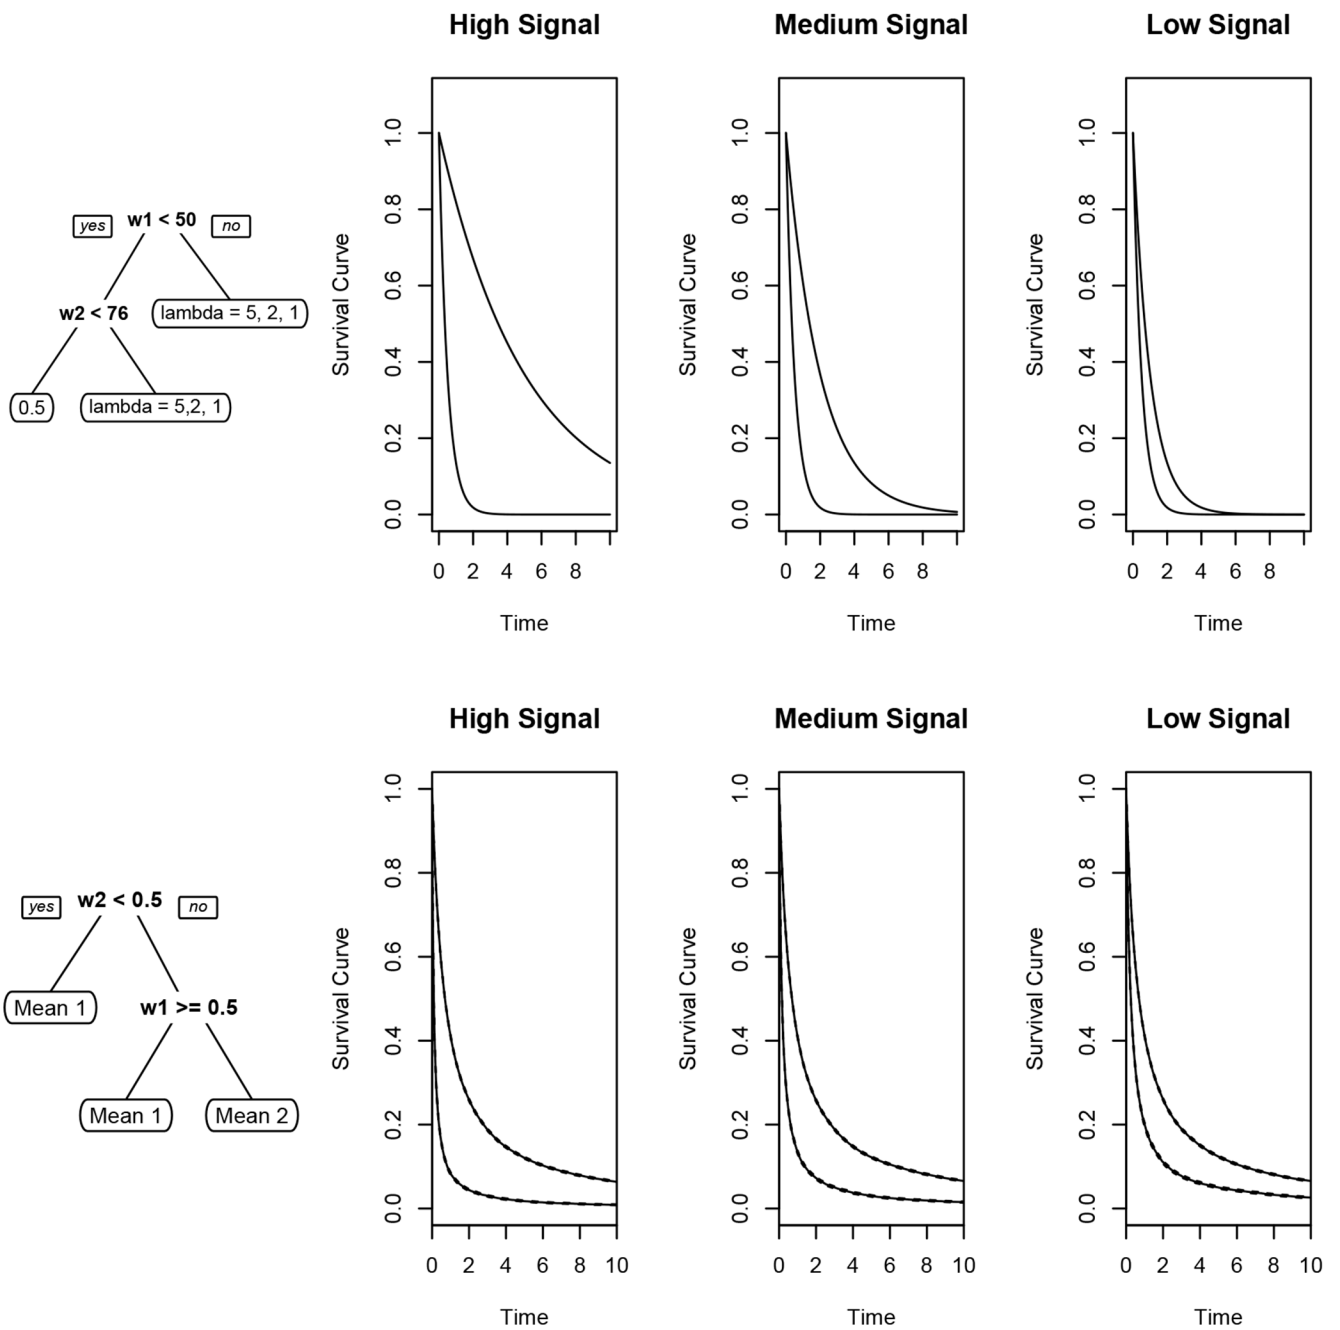 High Signal
Medium Signal
Low Signal
yes
w1 < 50
no
w2 < 76
lambda = 5, 2, 1
0.5
lambda = 5,2, 1
Survival Curve
0.0
0.2
0.4
0.6
0.8
1.0
0 2 4 6 8
Time
Survival Curve
0.0
0.2
0.4
0.6
0.8
1.0
0 2 4 6 8
Time
Survival Curve
0.0
0.2
0.4
0.6
0.8
1.0
0 2 4 6 8
Time
High Signal
Medium Signal
Low Signal
yes
w2 < 0.5
no
Mean 1
w1 >= 0.5
Mean 1
Mean 2
Survival Curve
0.0
0.2
0.4
0.6
0.8
1.0
0 2 4 6 8 10
Time
Survival Curve
0.0
0.2
0.4
0.6
0.8
1.0
0 2 4 6 8 10
Time
Survival Curve
0.0
0.2
0.4
0.6
0.8
1.0
0 2 4 6 8 10
Time